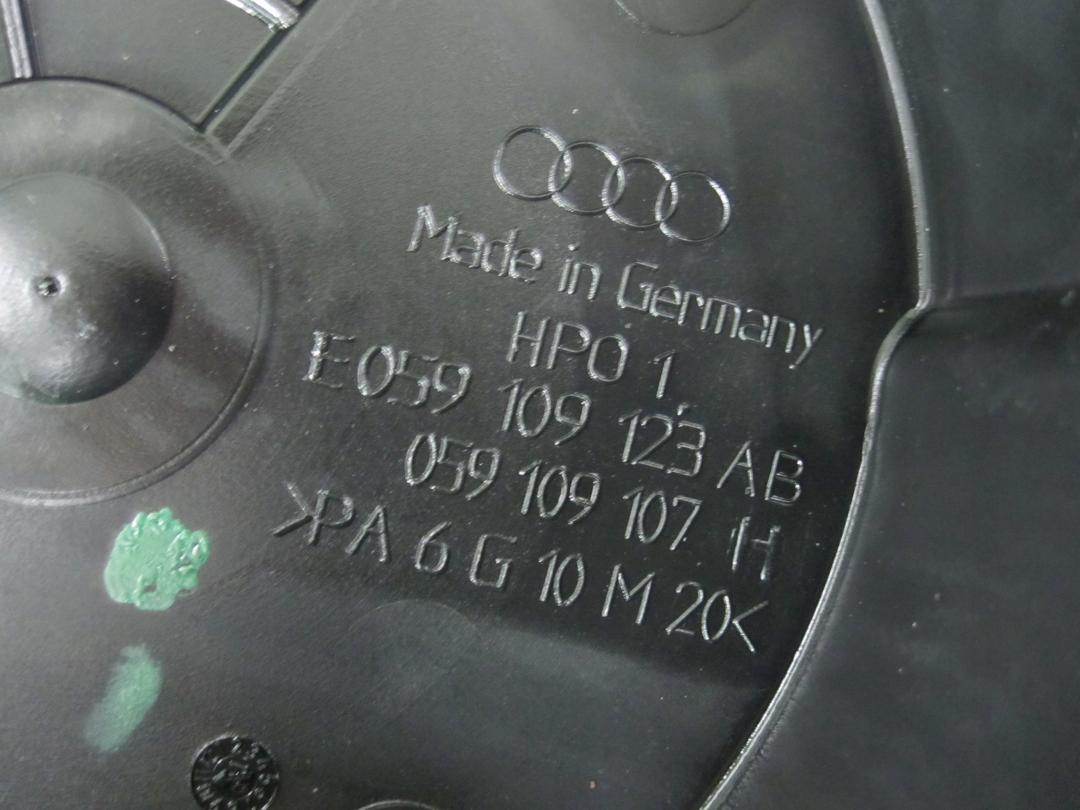 Made in Germany
HPO 1.
E 059 109 123 AB
059 109 107 H
>PA 6 G 10 M 20<